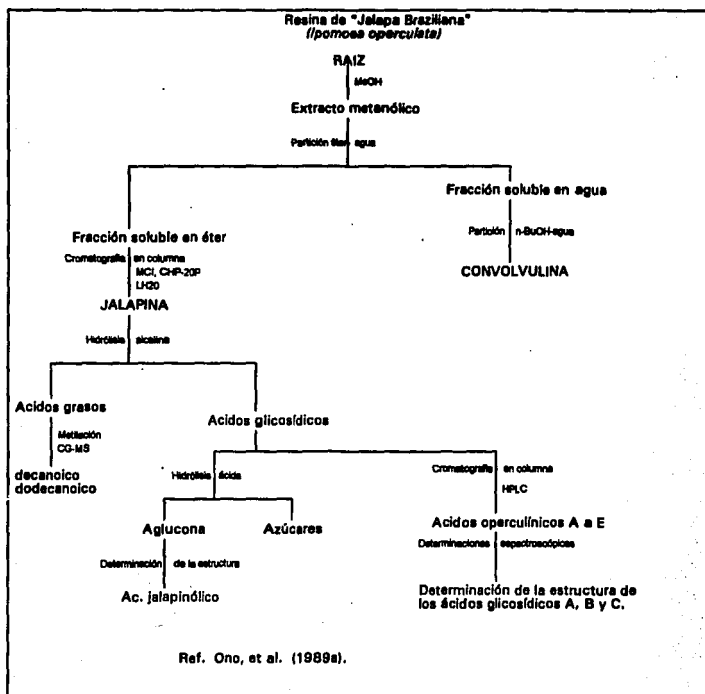 Resina de "Jalapa Braziliana"
(Ipomoea operculata)
RAIZ
MeOH
Extracto metanólico
Partición éter agua
Fracción soluble en agua
Fracción soluble en éter
Partición n-BuOH-agua
Cromatografía en columna
MCI, CHP-20P
LH20
CONVOLVULINA
JALAPINA
Hidrólisis alcalina
Acidos grasos
Acidos glicosídicos
Metilación
CG-MS
Hidrólisis ácida
Cromatografía en columna
HPLC
decanoico
dodecanoico
Aglucona
Azúcares
Acidos operculínicos A a E
Determinaciones espectroscópicas
Determinación de la estructura
Ac. jalapinólico
Determinación de la estructura de
los ácidos glicosídicos A, B y C.
Ref. Ono, et al. (1989a).